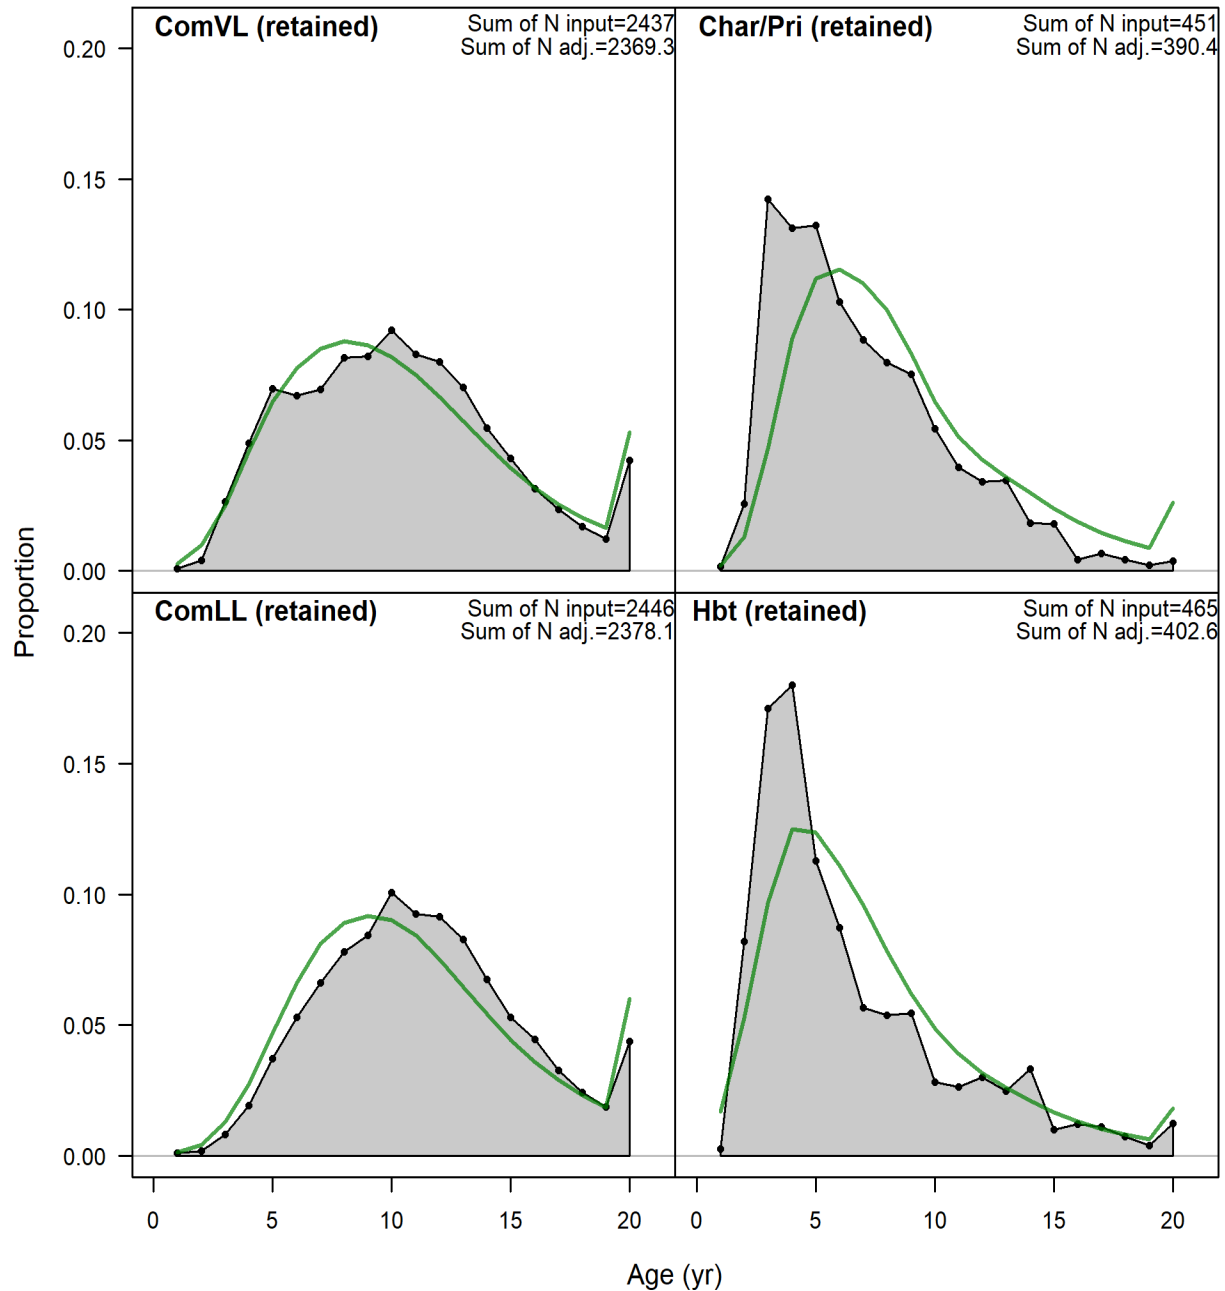 ComVL (retained)
Sum of N input=2437
Sum of N adj.=2369.3
Char/Pri (retained)
Sum of N input=451
Sum of N adj.=390.4
0.20
0.15
0.10
0.05
0.00
ComLL (retained)
Sum of N input=2446
Sum of N adj.=2378.1
Hbt (retained)
Sum of N input=465
Sum of N adj.=402.6
0.20
0.15
0.10
0.05
0.00
Proportion
0 5 10 15 20
0 5 10 15 20
Age (yr)